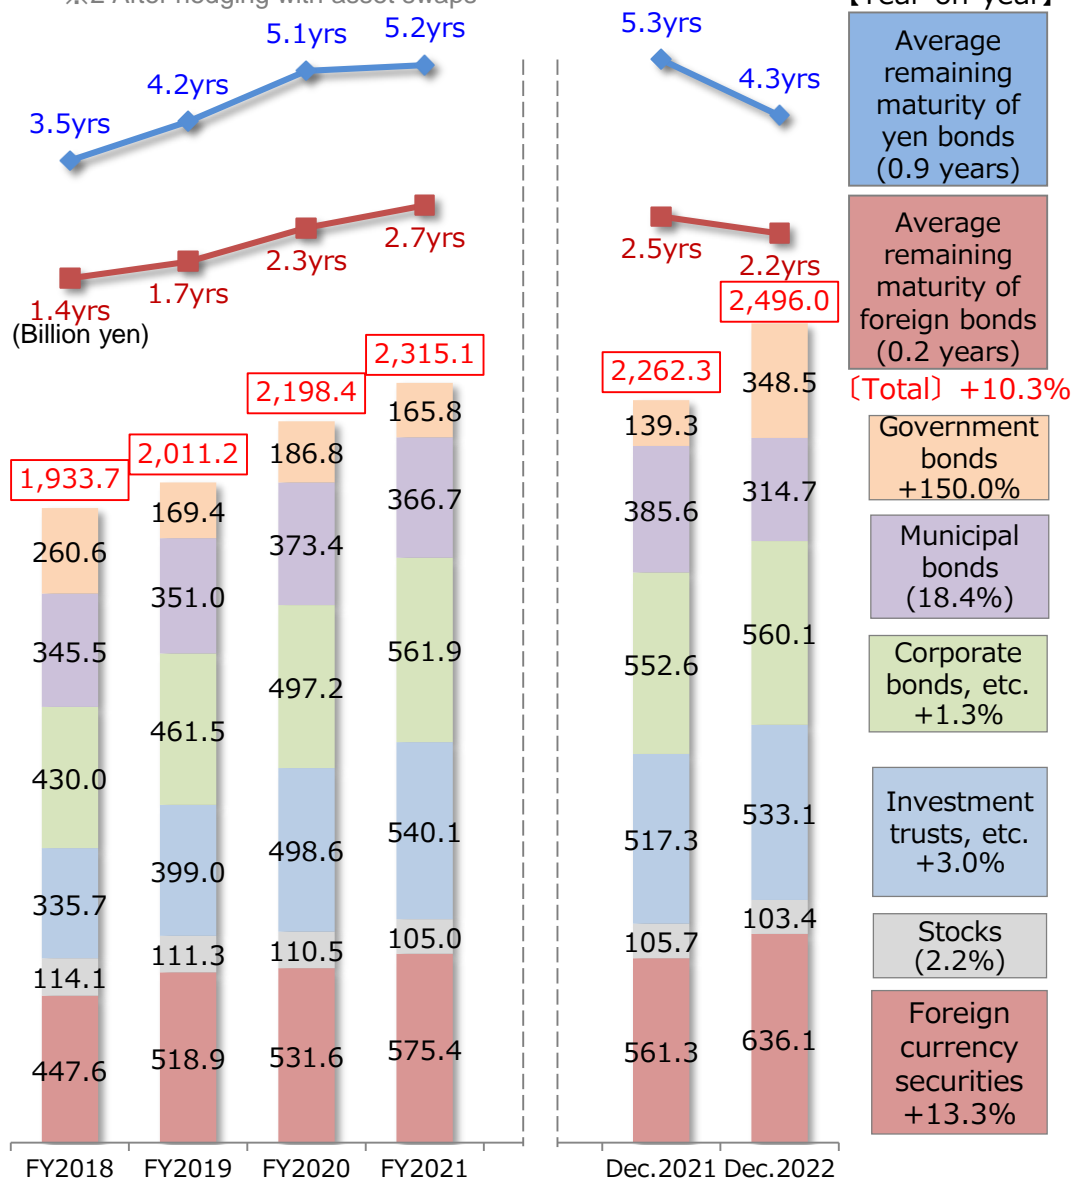 ※2 After hedging with asset swaps
【Year-on-year】
5.1yrs
5.2yrs
4.2yrs
3.5yrs
5.3yrs
4.3yrs
Average
remaining
maturity of
yen bonds
(0.9 years)
2.7yrs
2.3yrs
1.7yrs
1.4yrs
2.5yrs
2.2yrs
Average
remaining
maturity of
foreign bonds
(0.2 years)
(Billion yen)
1,933.7
2,011.2
2,198.4
2,315.1
2,262.3
2,496.0
〔Total〕 +10.3%
260.6
169.4
186.8
165.8
139.3
348.5
Government
bonds
+150.0%
345.5
351.0
373.4
366.7
385.6
314.7
Municipal
bonds
(18.4%)
430.0
461.5
497.2
561.9
552.6
560.1
Corporate
bonds, etc.
+1.3%
335.7
399.0
498.6
540.1
517.3
533.1
Investment
trusts, etc.
+3.0%
114.1
111.3
110.5
105.0
105.7
103.4
Stocks
(2.2%)
447.6
518.9
531.6
575.4
561.3
636.1
Foreign
currency
securities
+13.3%
FY2018
FY2019
FY2020
FY2021
Dec.2021
Dec.2022